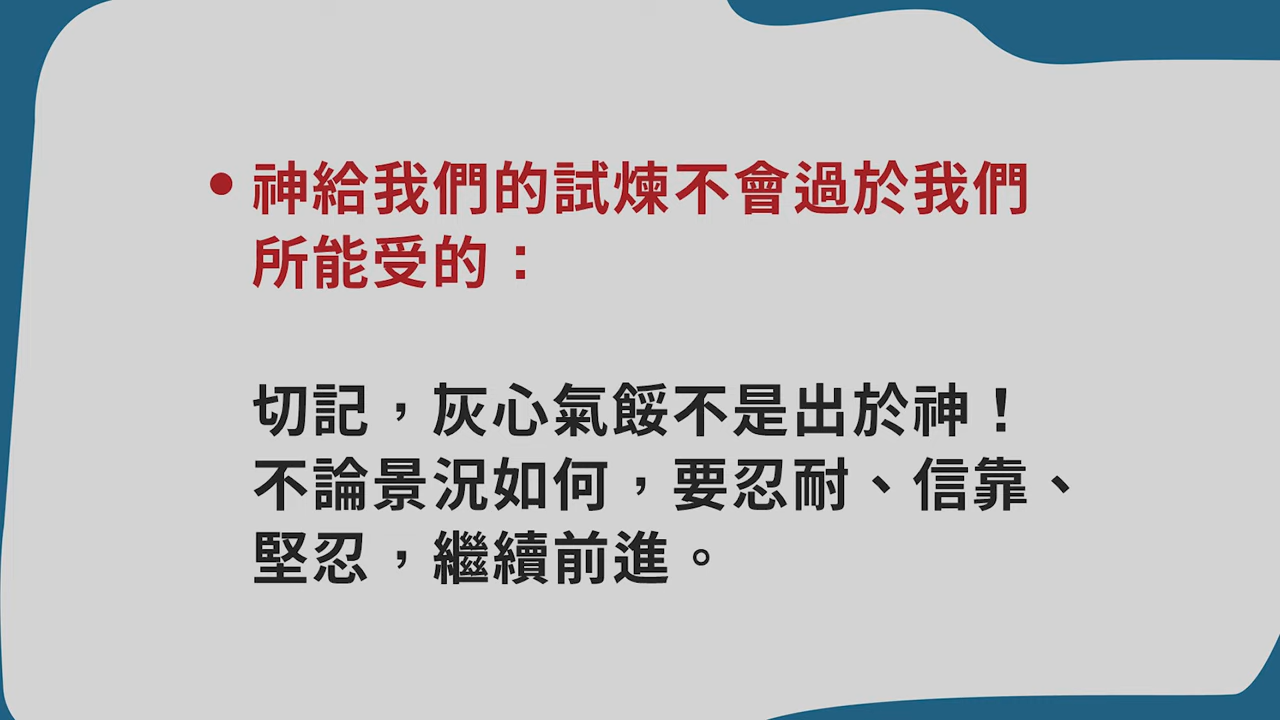 • 神給我們的試煉不會過於我們
所能受的：
切記，灰心氣餒不是出於神！
不論景況如何，要忍耐、信靠、
堅忍，繼續前進。